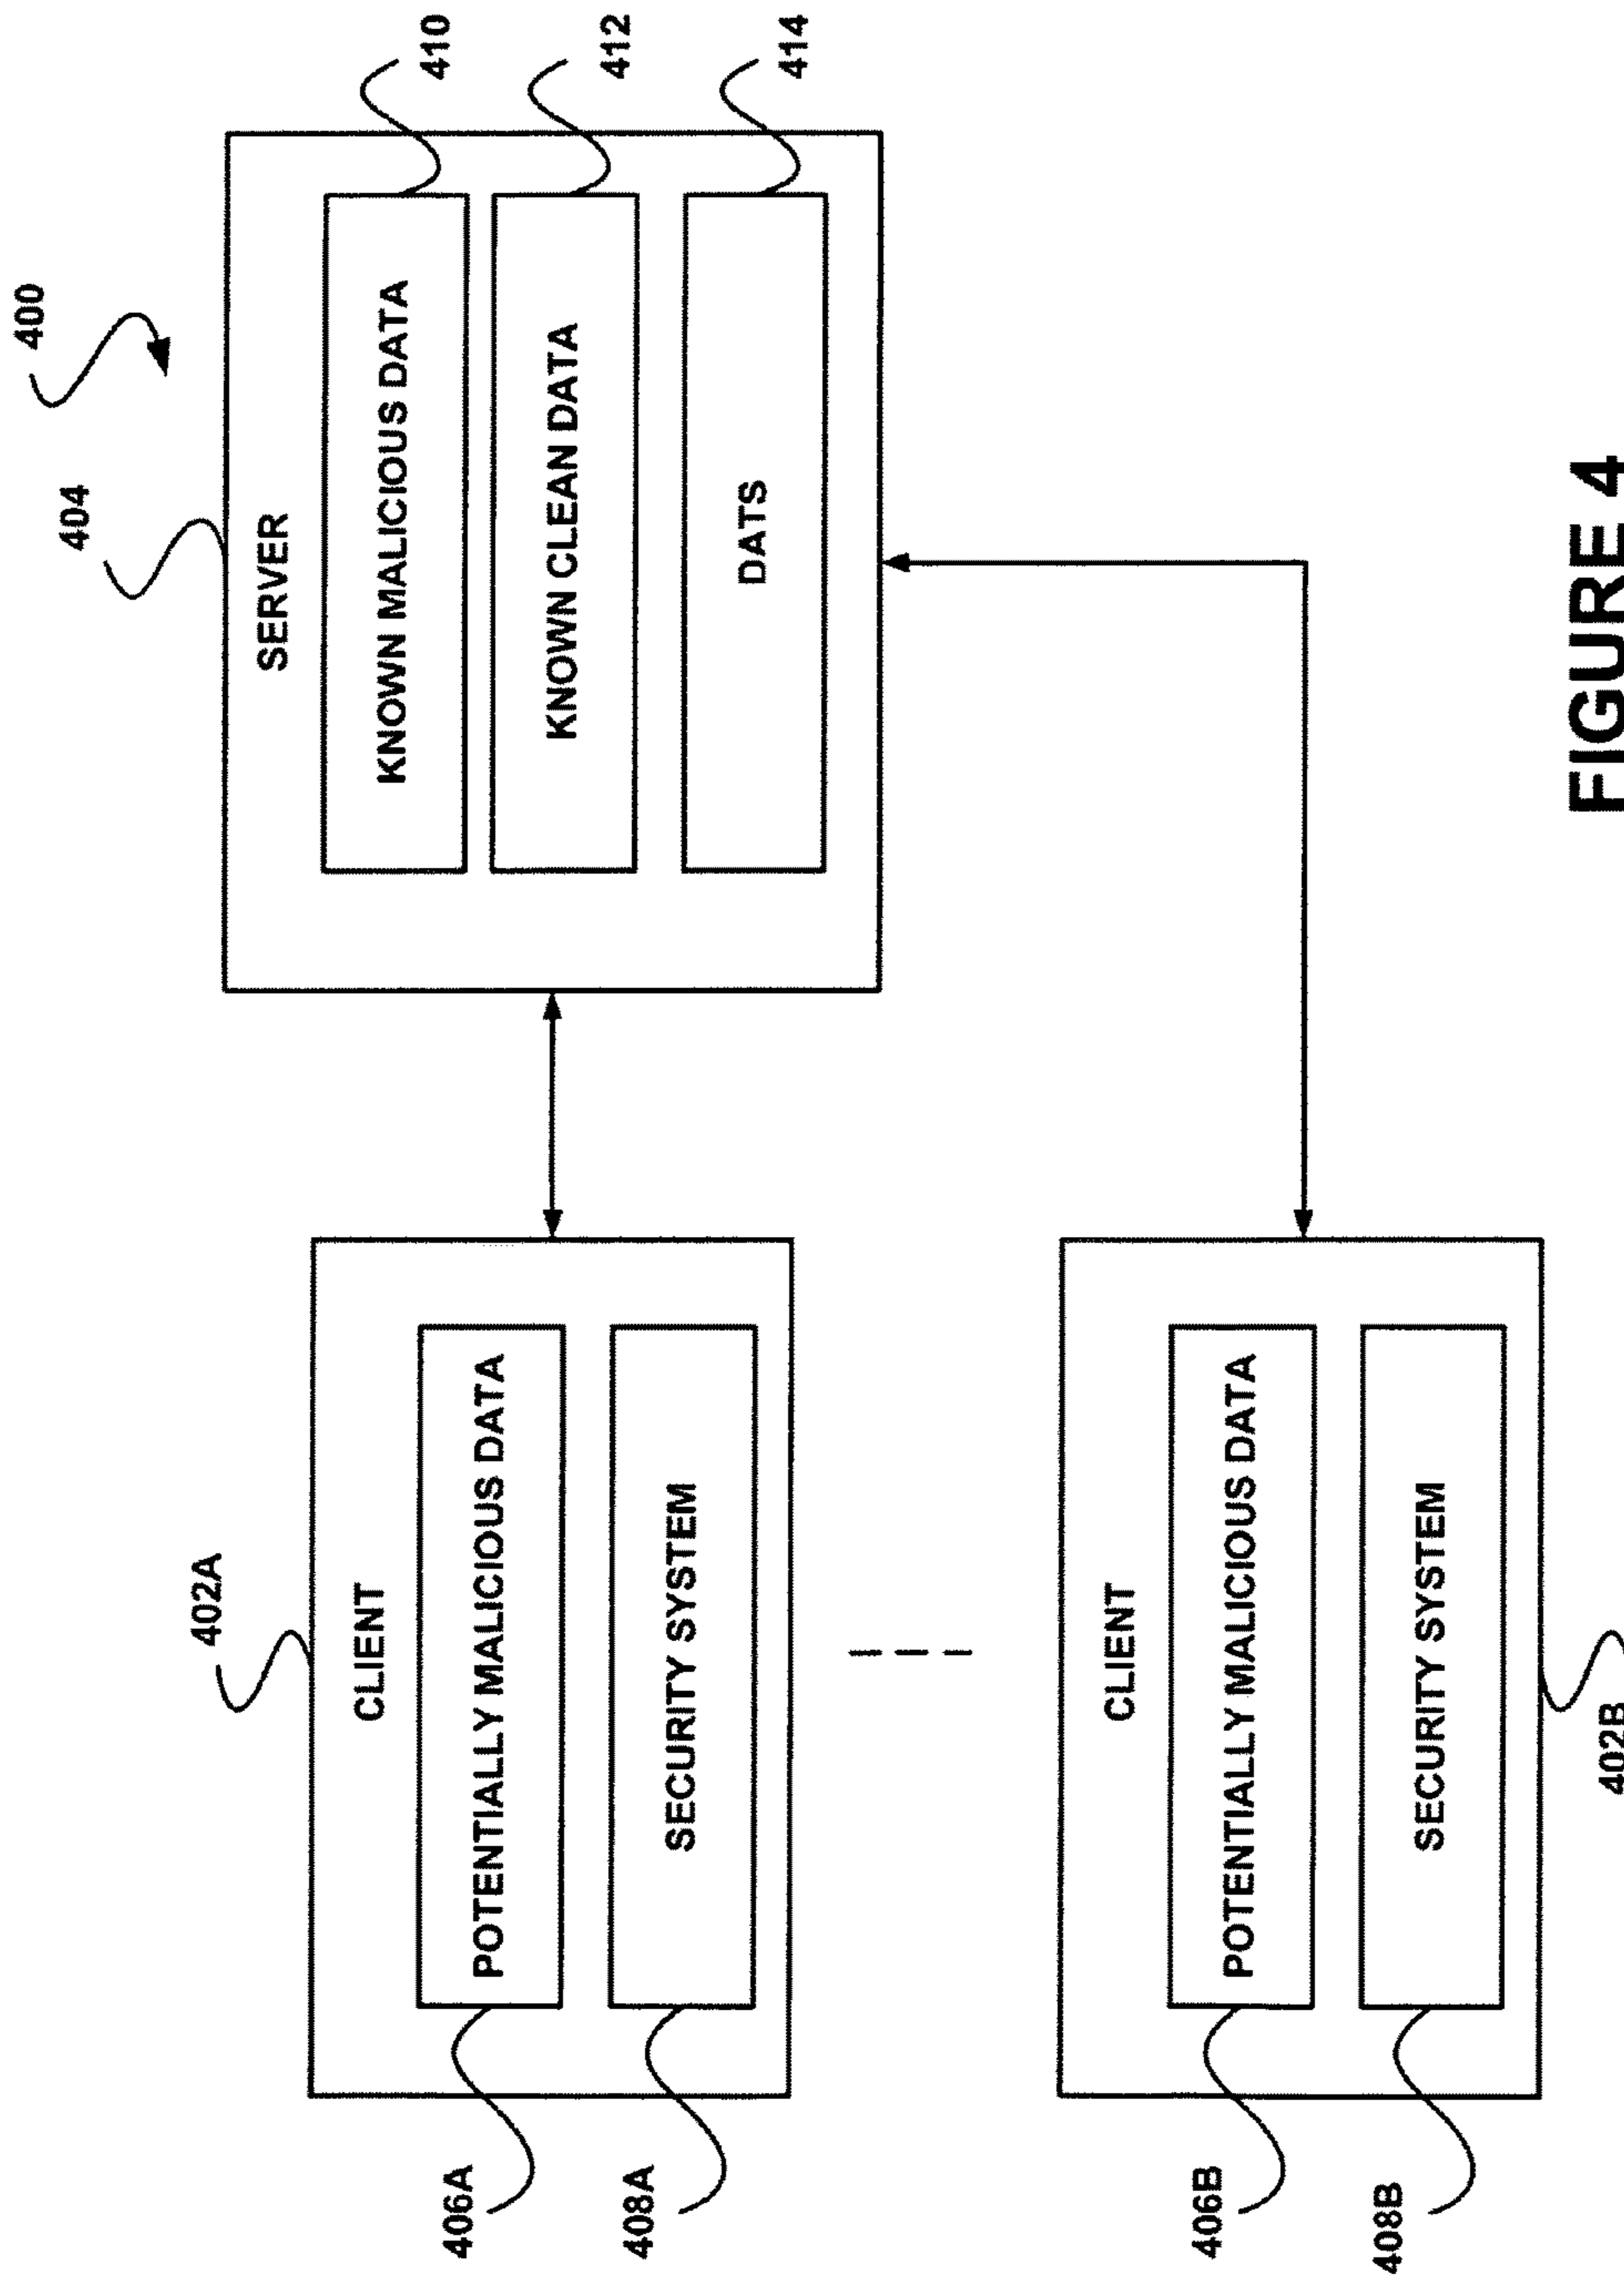 400
404
SERVER
KNOWN MALICIOUS DATA
410
KNOWN CLEAN DATA
412
DATS
414
402A
CLIENT
POTENTIALLY MALICIOUS DATA
406A
SECURITY SYSTEM
408A
CLIENT
POTENTIALLY MALICIOUS DATA
406B
SECURITY SYSTEM
408B
402B
FIGURE 4